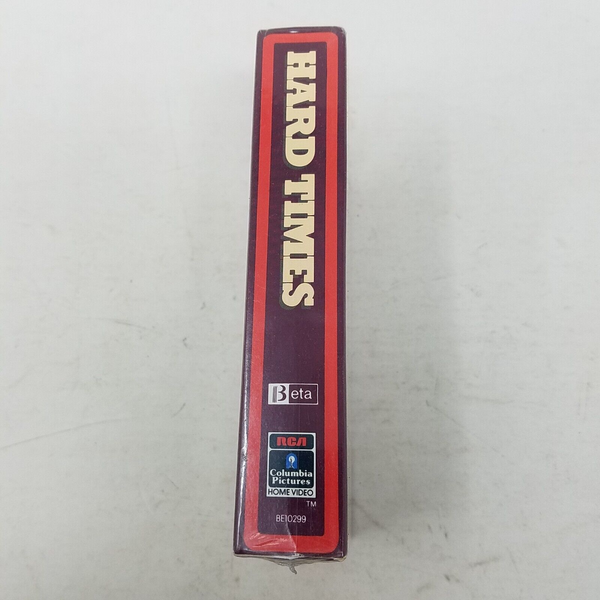 HARD TIMES
Beta
RCA
Columbia
Pictures
HOME VIDEO
TM
BE10299